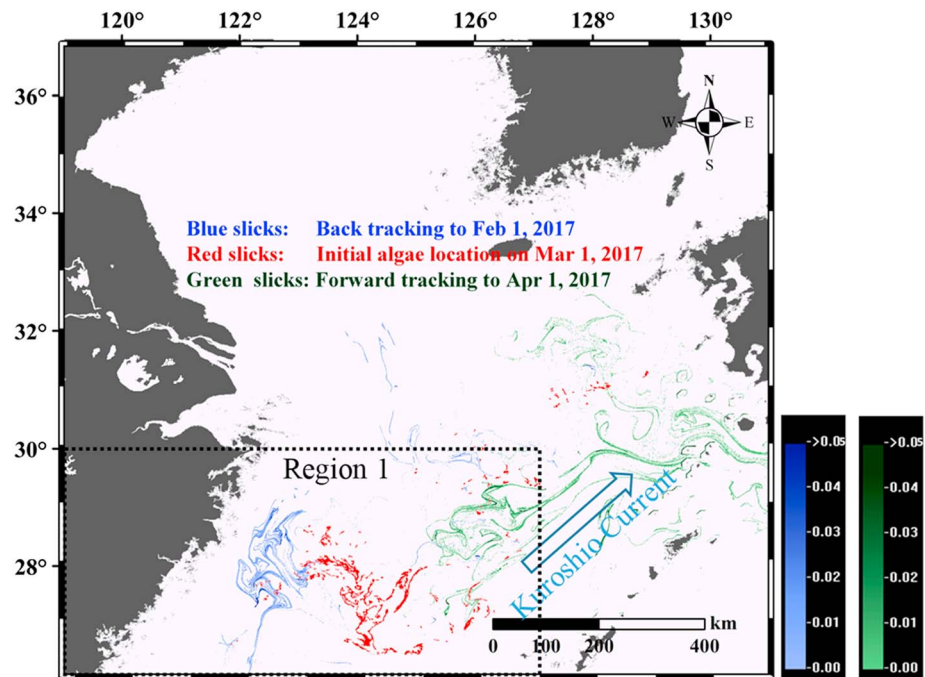 120° 122° 124° 126° 128° 130°
36°
34°
32°
30°
28°
N
W E
S
Blue slicks: Back tracking to Feb 1, 2017
Red slicks: Initial algae location on Mar 1, 2017
Green slicks: Forward tracking to Apr 1, 2017
Region 1
Kuroshio Current
km
0 100 200 400
->0.05
-0.04
-0.03
-0.02
-0.01
-0.00
->0.05
-0.04
-0.03
-0.02
-0.01
-0.00